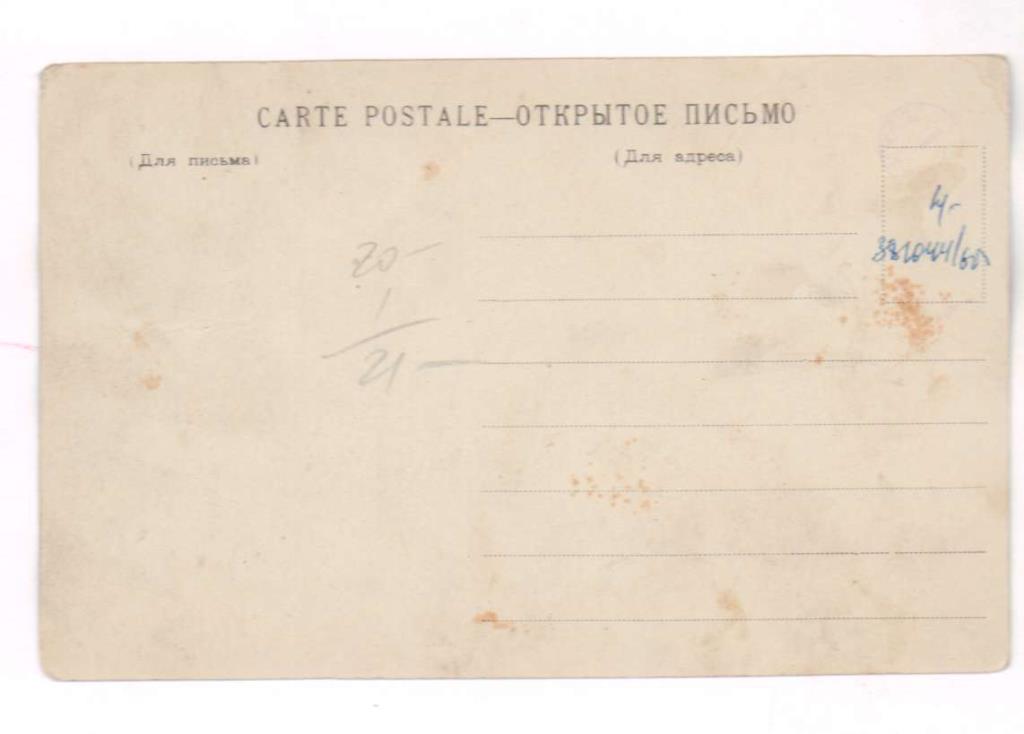 CARTE POSTALE—ОТКРЫТОЕ ПИСЬМО
(Для письма)
(Для адреса)
4-
20-
1
21-